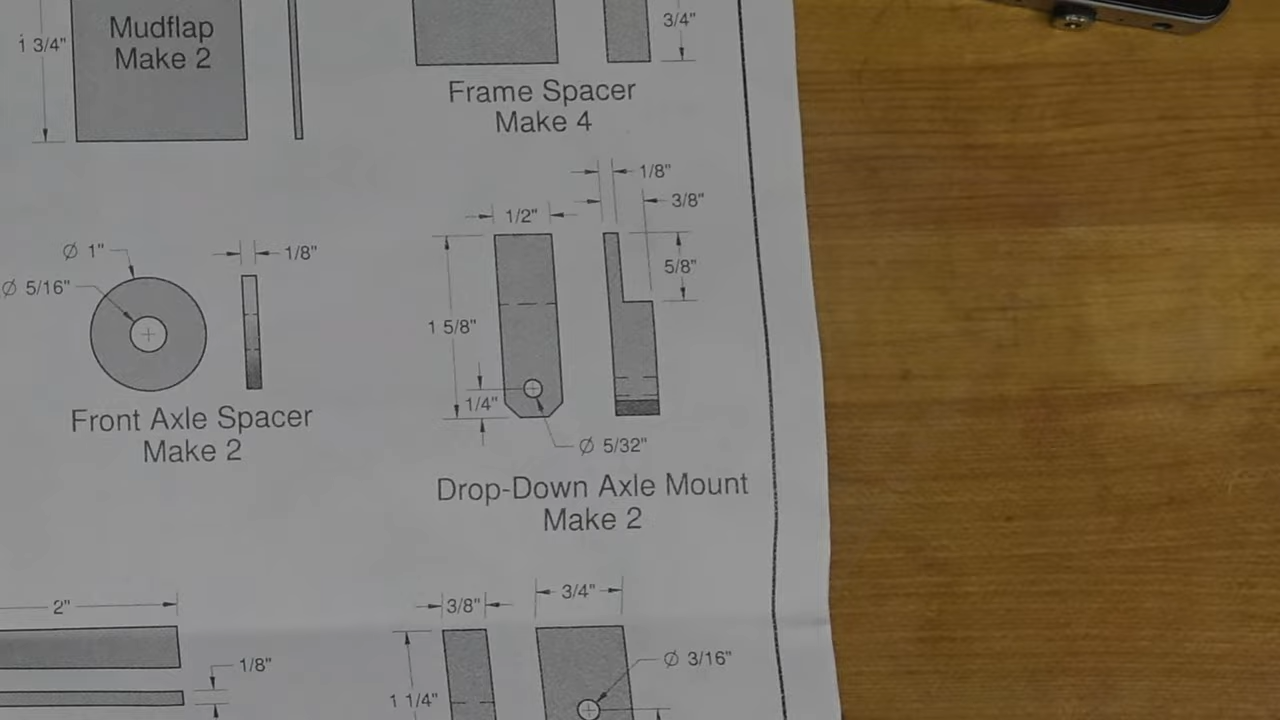 1 3/4"
Mudflap
Make 2
3/4"
Frame Spacer
Make 4
1/8"
3/8"
1/2"
5/8"
1 5/8"
1/4"
Ø 5/32"
Drop-Down Axle Mount
Make 2
Ø 1"
Ø 5/16"
1/8"
Front Axle Spacer
Make 2
2"
1/8"
3/8"
3/4"
1 1/4"
Ø 3/16"